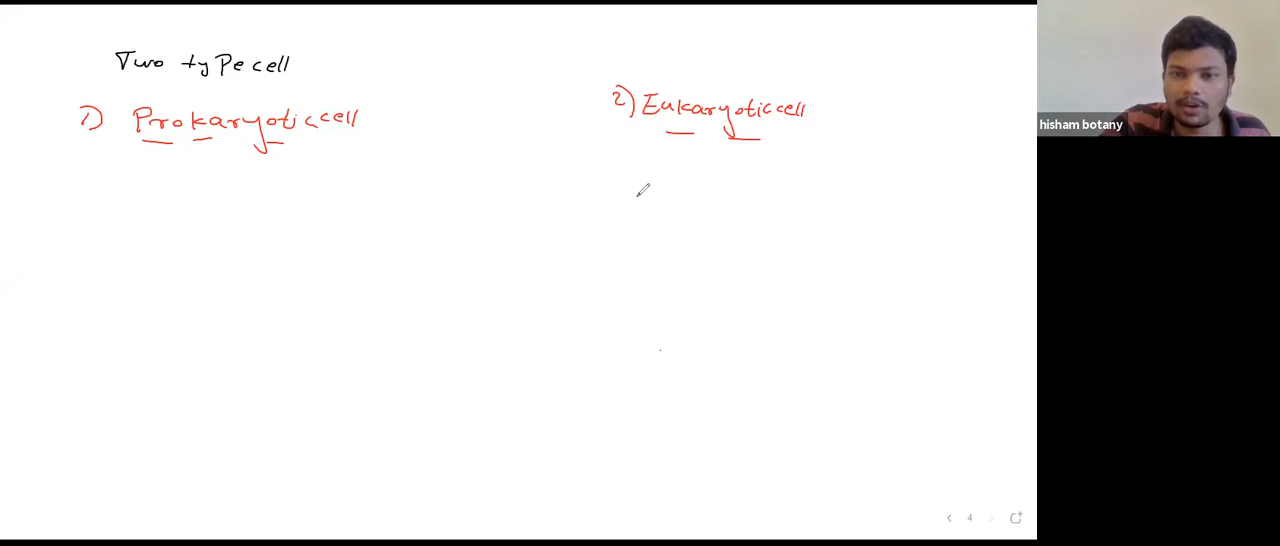 Two type cell
1) Prokaryotic cell
2) Eukaryotic cell
hisham botany
4